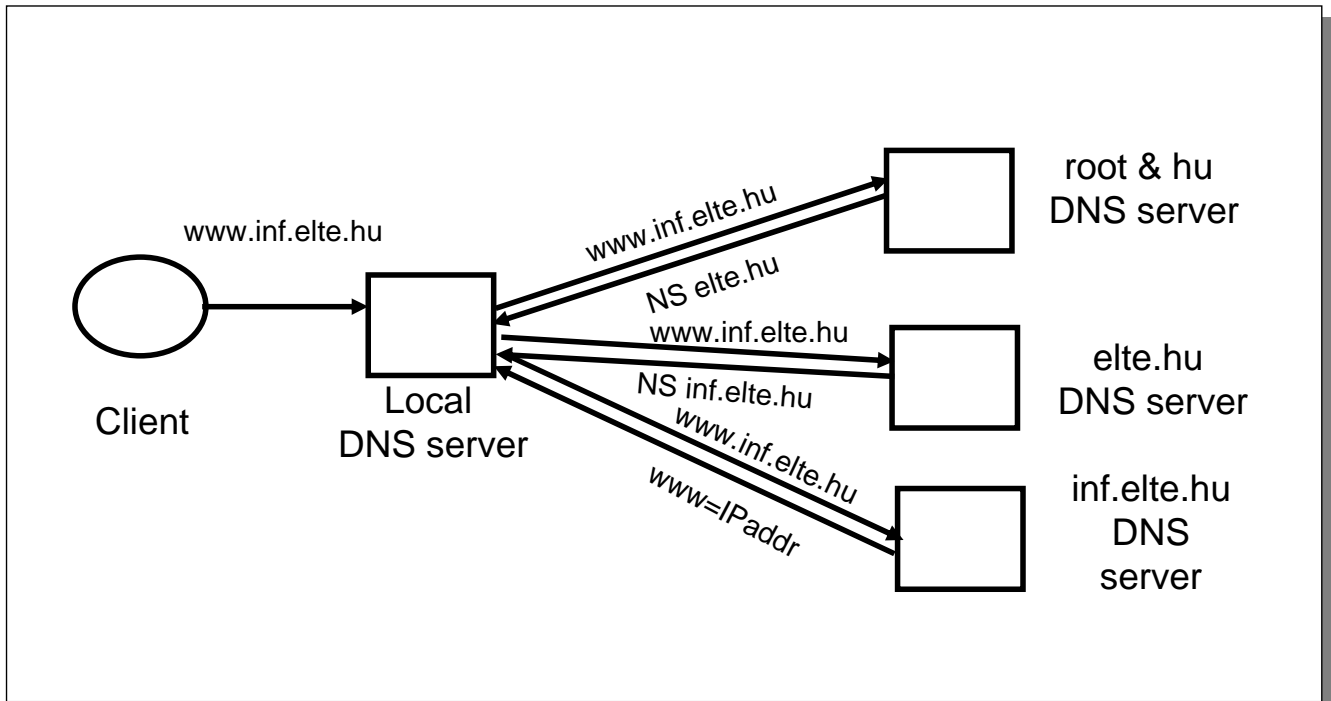 www.inf.elte.hu
Client
Local
DNS server
www.inf.elte.hu
NS elte.hu
www.inf.elte.hu
NS inf.elte.hu
www.inf.elte.hu
www=IPaddr
root & hu
DNS server
elte.hu
DNS server
inf.elte.hu
DNS
server